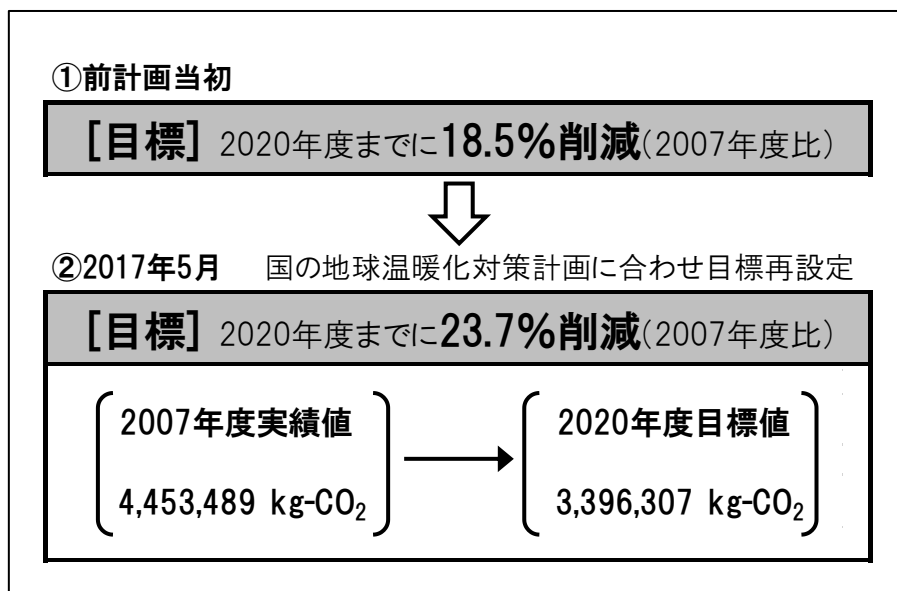 ①前計画当初
[目標] 2020年度までに18.5%削減(2007年度比)
②2017年5月 国の地球温暖化対策計画に合わせ目標再設定
[目標] 2020年度までに23.7%削減(2007年度比)
2007年度実績値
4,453,489 kg-CO₂
2020年度目標値
3,396,307 kg-CO₂